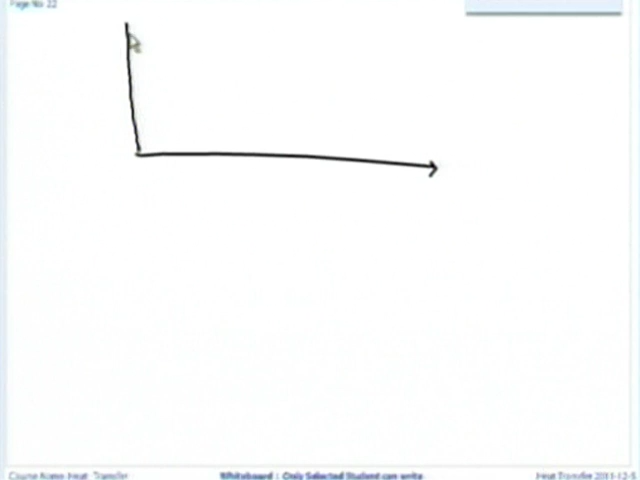 Page No 22
Course Name Heat Transfer
Whiteboard : Only Selected Student can write
Heat Transfer 2011-12-5